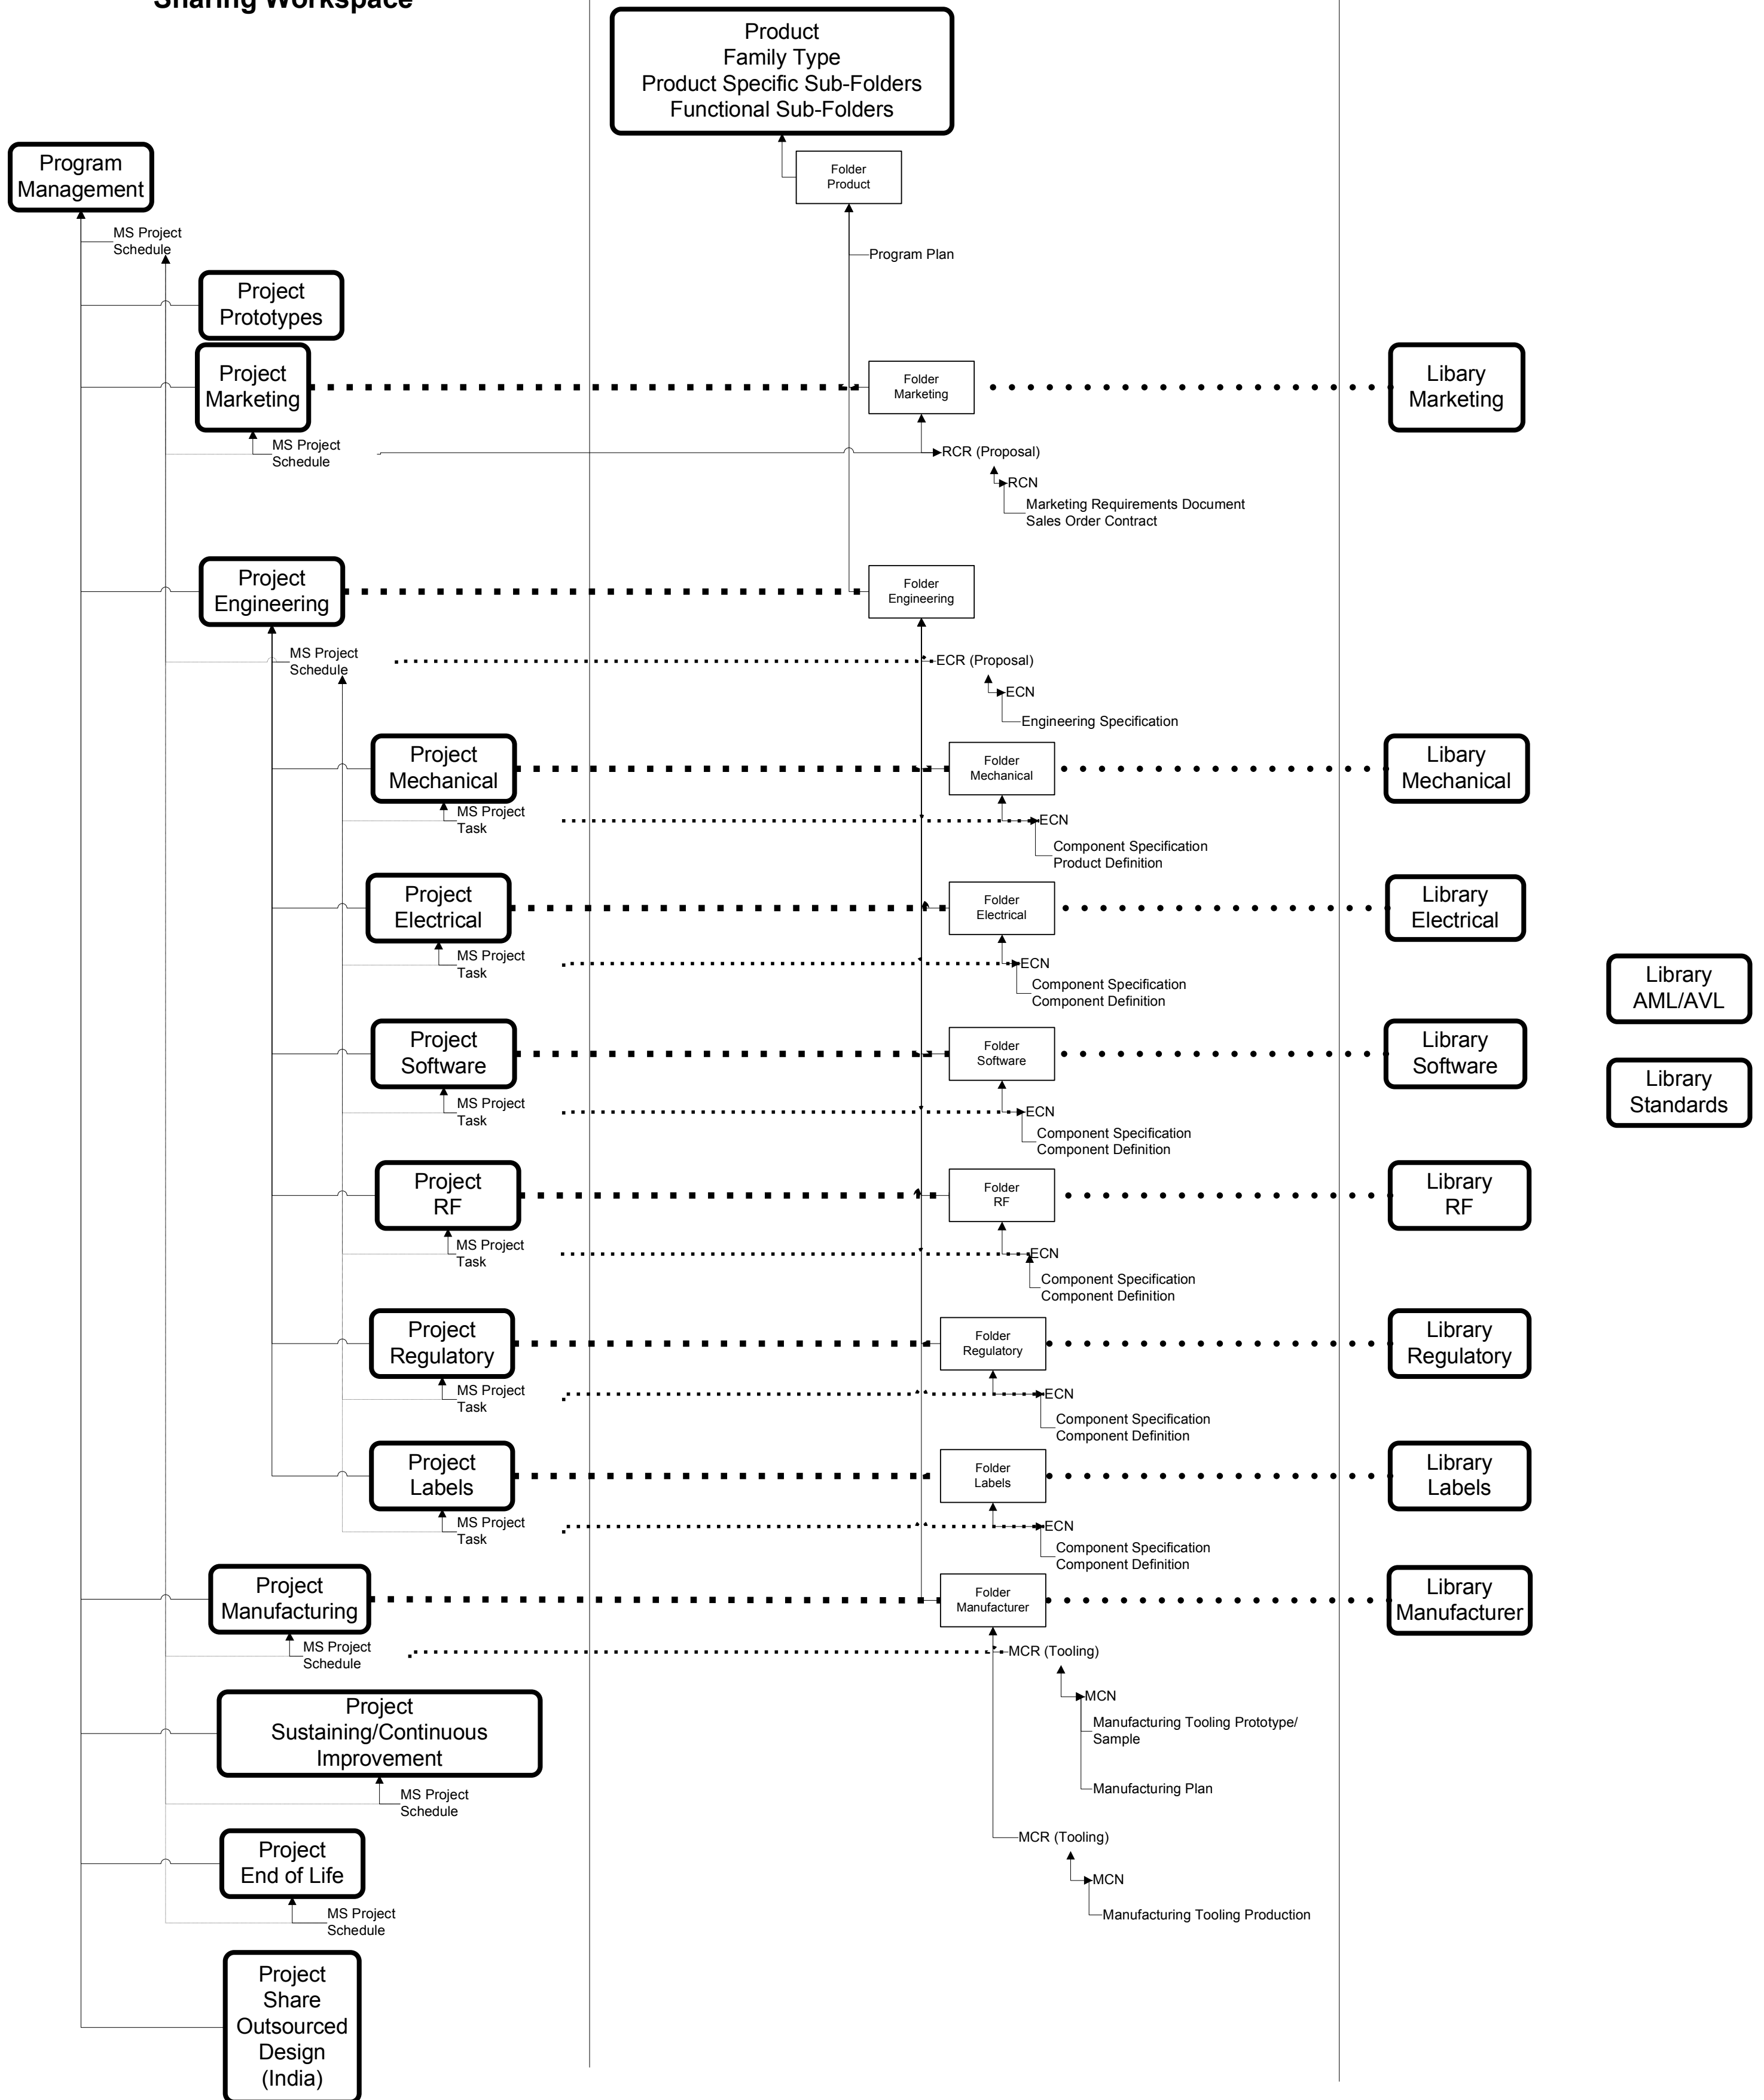 Sharing Workspace
Product
Family Type
Product Specific Sub-Folders
Functional Sub-Folders
Program
Management
Folder
Product
MS Project
Schedule
Program Plan
Project
Prototypes
Project
Marketing
Folder
Marketing
Libary
Marketing
MS Project
Schedule
RCR (Proposal)
RCN
Marketing Requirements Document
Sales Order Contract
Project
Engineering
Folder
Engineering
MS Project
Schedule
ECR (Proposal)
ECN
Engineering Specification
Project
Mechanical
Folder
Mechanical
Libary
Mechanical
MS Project
Task
ECN
Component Specification
Product Definition
Project
Electrical
Folder
Electrical
Library
Electrical
MS Project
Task
ECN
Component Specification
Component Definition
Library
AML/AVL
Project
Software
Folder
Software
Library
Software
Library
Standards
MS Project
Task
ECN
Component Specification
Component Definition
Project
RF
Folder
RF
Library
RF
MS Project
Task
ECN
Component Specification
Component Definition
Project
Regulatory
Folder
Regulatory
Library
Regulatory
MS Project
Task
ECN
Component Specification
Component Definition
Project
Labels
Folder
Labels
Library
Labels
MS Project
Task
ECN
Component Specification
Component Definition
Project
Manufacturing
Folder
Manufacturer
Library
Manufacturer
MS Project
Schedule
MCR (Tooling)
MCN
Manufacturing Tooling Prototype/
Sample
Manufacturing Plan
Project
Sustaining/Continuous
Improvement
MS Project
Schedule
MCR (Tooling)
MCN
Manufacturing Tooling Production
Project
End of Life
MS Project
Schedule
Project
Share
Outsourced
Design
(India)